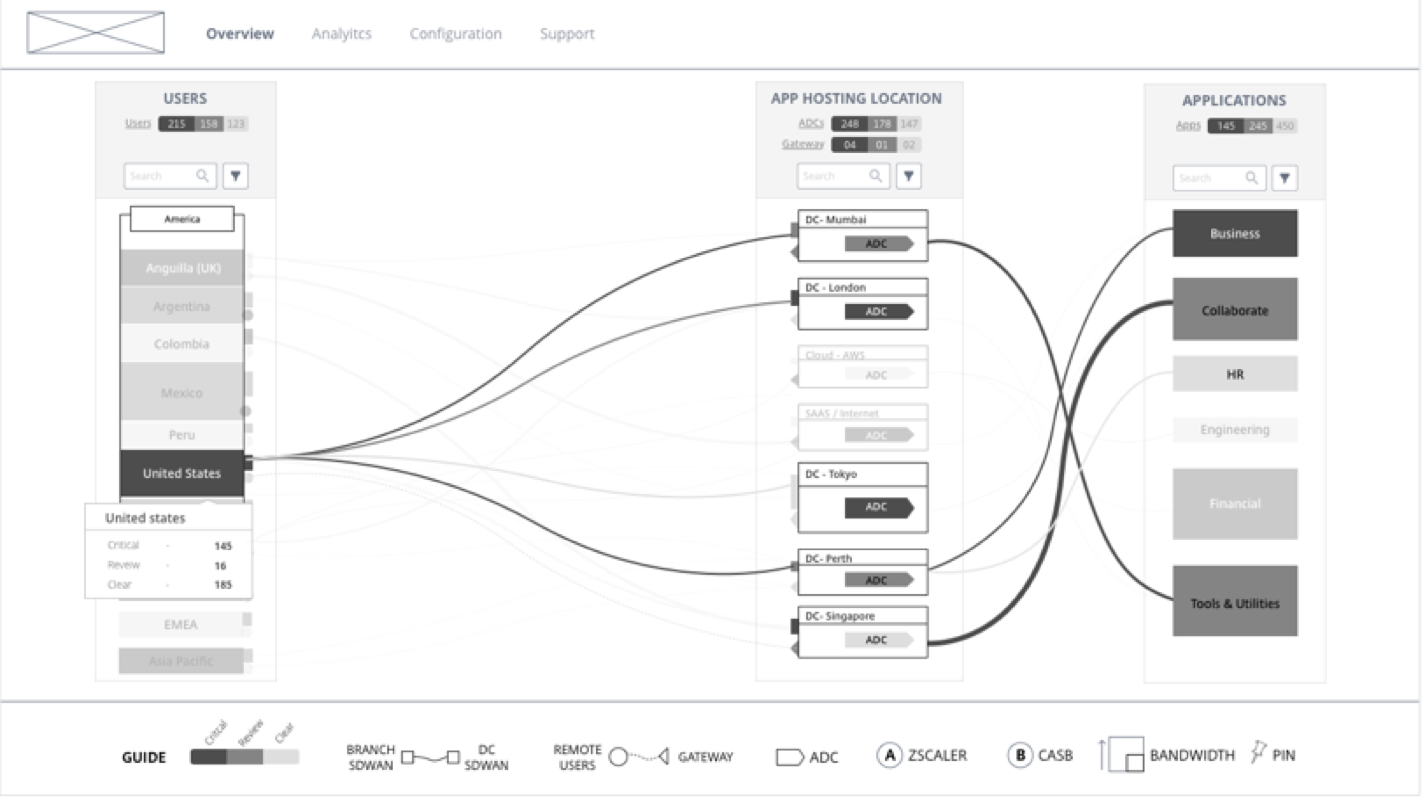 Overview Analyitcs Configuration Support
USERS
Users 215 158 123
Search
America
Anguilla (UK)
Argentina
Colombia
Mexico
Peru
United States
United states
Critical - 145
Reveiw - 16
Clear - 185
EMEA
Asia Pacific
APP HOSTING LOCATION
ADCs 248 178 147
Gateway 04 01 02
Search
DC- Mumbai
ADC
DC - London
ADC
Cloud - AWS
ADC
SAAS / Internet
ADC
DC - Tokyo
ADC
DC- Perth
ADC
DC- Singapore
ADC
APPLICATIONS
Apps 145 245 450
Search
Business
Collaborate
HR
Engineering
Financial
Tools & Utilities
GUIDE
Critcal Review Clear
BRANCH SDWAN
DC SDWAN
REMOTE USERS
GATEWAY
ADC
A ZSCALER
B CASB
BANDWIDTH
PIN